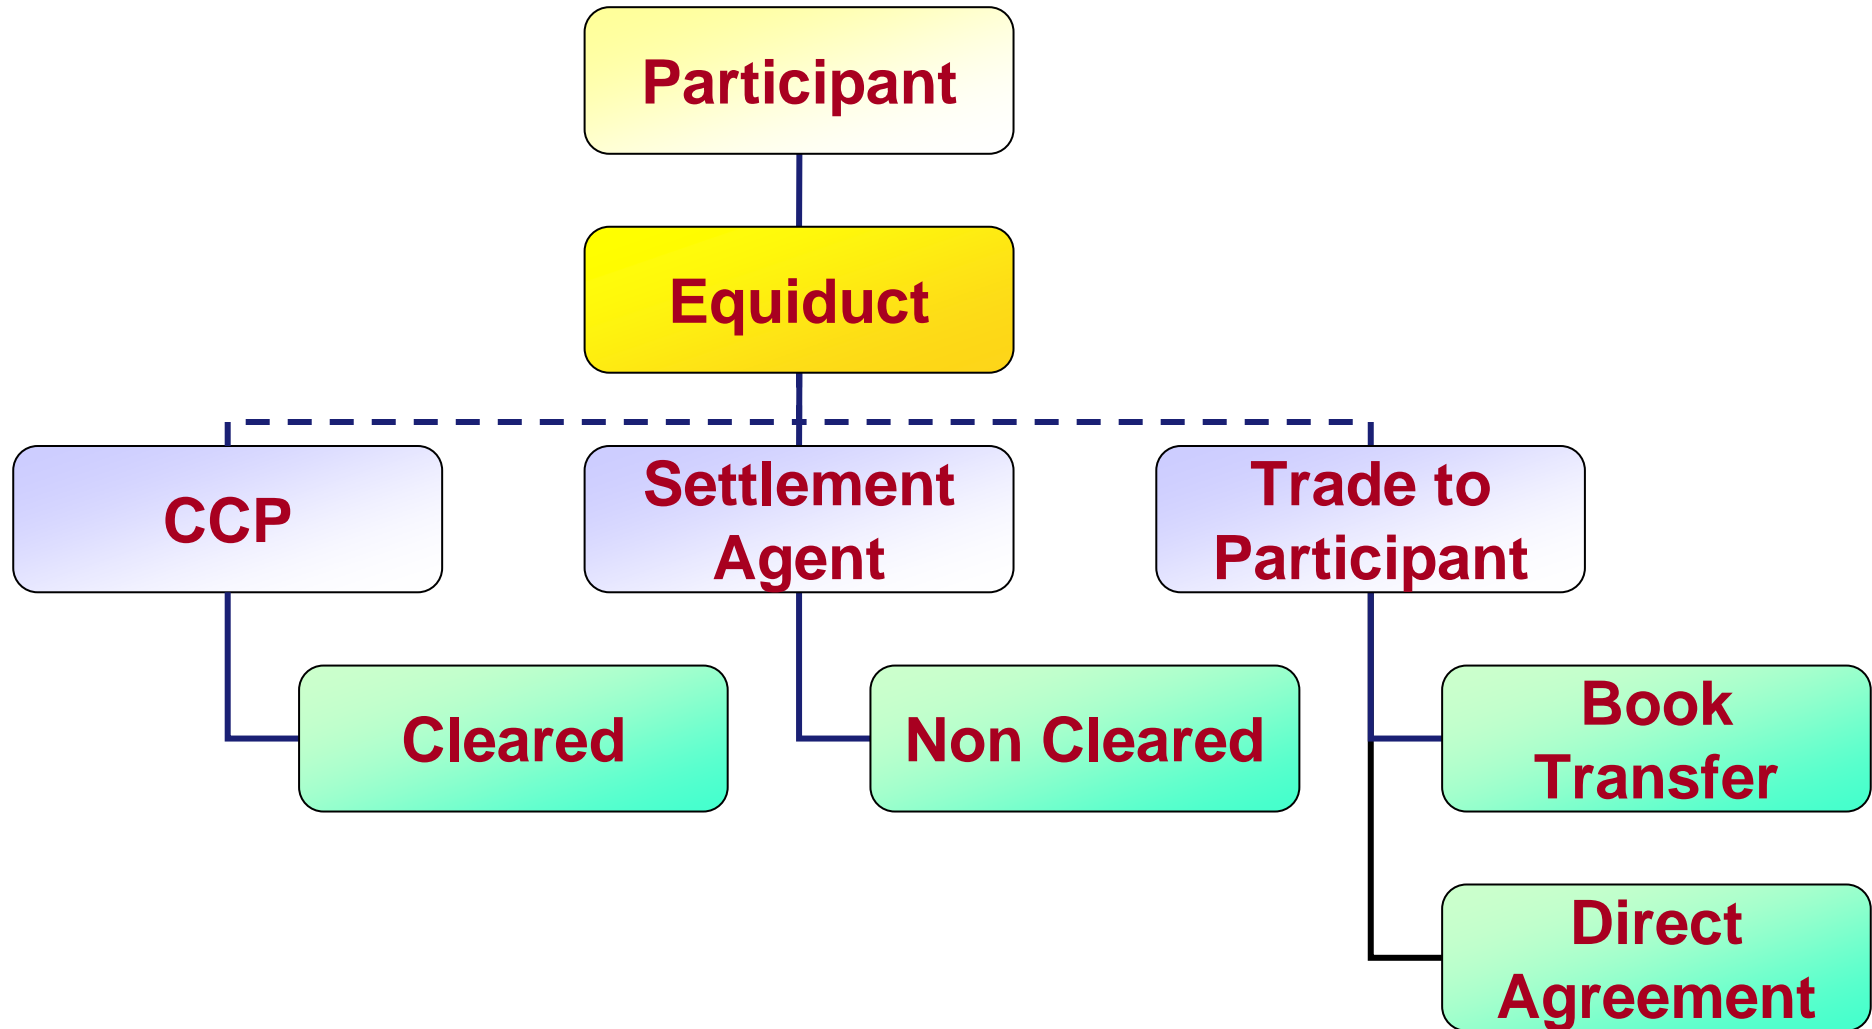 Participant
Equiduct
CCP
Settlement
Agent
Trade to
Participant
Cleared
Non Cleared
Book
Transfer
Direct
Agreement